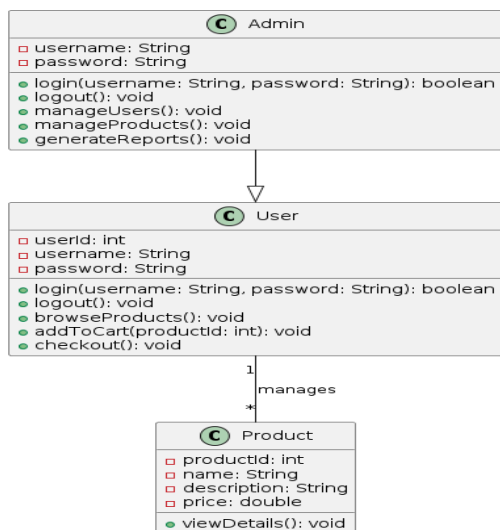 C Admin
username: String
password: String
login(username: String, password: String): boolean
logout(): void
manageUsers(): void
manageProducts(): void
generateReports(): void
C User
userId: int
username: String
password: String
login(username: String, password: String): boolean
logout(): void
browseProducts(): void
addToCart(productId: int): void
checkout(): void
1
manages
*
C Product
productId: int
name: String
description: String
price: double
viewDetails(): void